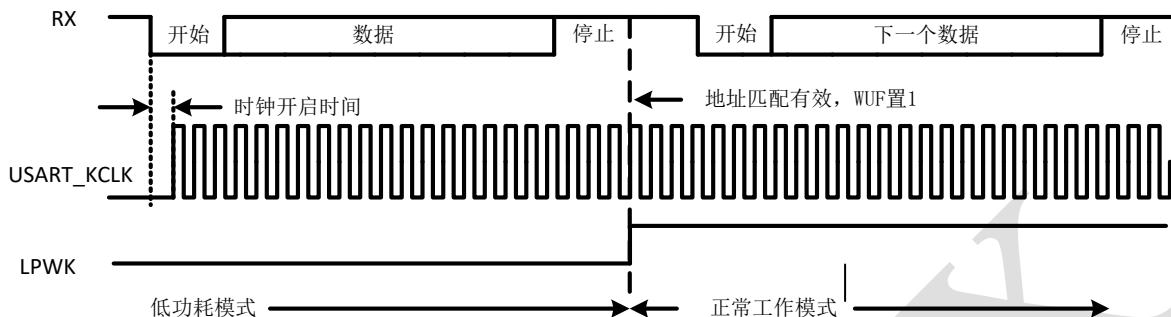 RX
开始
数据
停止
开始
下一个数据
停止
时钟开启时间
地址匹配有效，WUF置1
USART_KCLK
LPWK
低功耗模式
正常工作模式